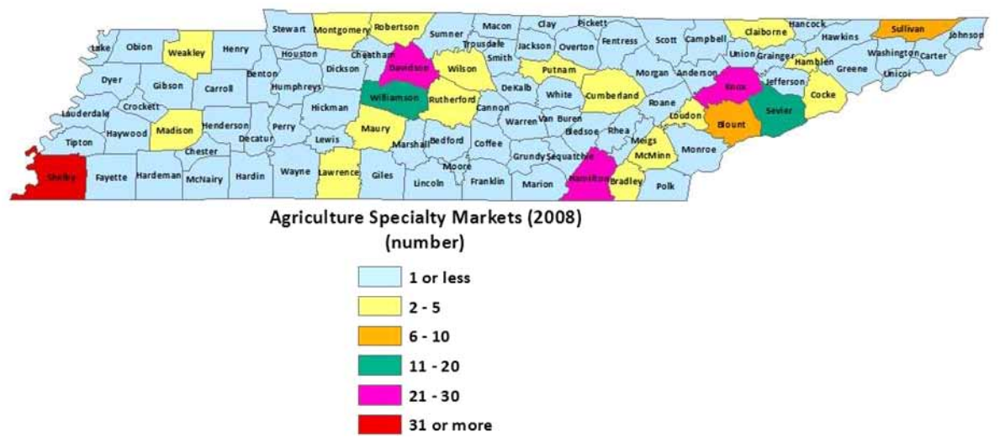 Stewart
Montgomery
Robertson
Sumner
Macon
Clay
Pickett
Hancock
Sullivan
Johnson
Lake
Obion
Weakley
Henry
Houston
Cheatham
Trousdale
Smith
Jackson
Overton
Fentress
Scott
Campbell
Claiborne
Hawkins
Union
Grainger
Washington
Carter
Dyer
Gibson
Carroll
Benton
Humphreys
Dickson
Davidson
Wilson
Putnam
Morgan
Anderson
Knox
Hamblen
Jefferson
Greene
Unicoi
Lauderdale
Crockett
Haywood
Madison
Henderson
Decatur
Perry
Hickman
Williamson
Rutherford
Cannon
DeKalb
White
Cumberland
Roane
Loudon
Blount
Sevier
Cocke
Tipton
Chester
Lewis
Maury
Marshall
Bedford
Coffee
Warren
Van Buren
Bledsoe
Rhea
Meigs
McMinn
Monroe
Shelby
Fayette
Hardeman
McNairy
Hardin
Wayne
Lawrence
Giles
Lincoln
Moore
Franklin
Grundy
Sequatchie
Marion
Hamilton
Bradley
Polk
Agriculture Specialty Markets (2008)
(number)
1 or less
2 - 5
6 - 10
11 - 20
21 - 30
31 or more